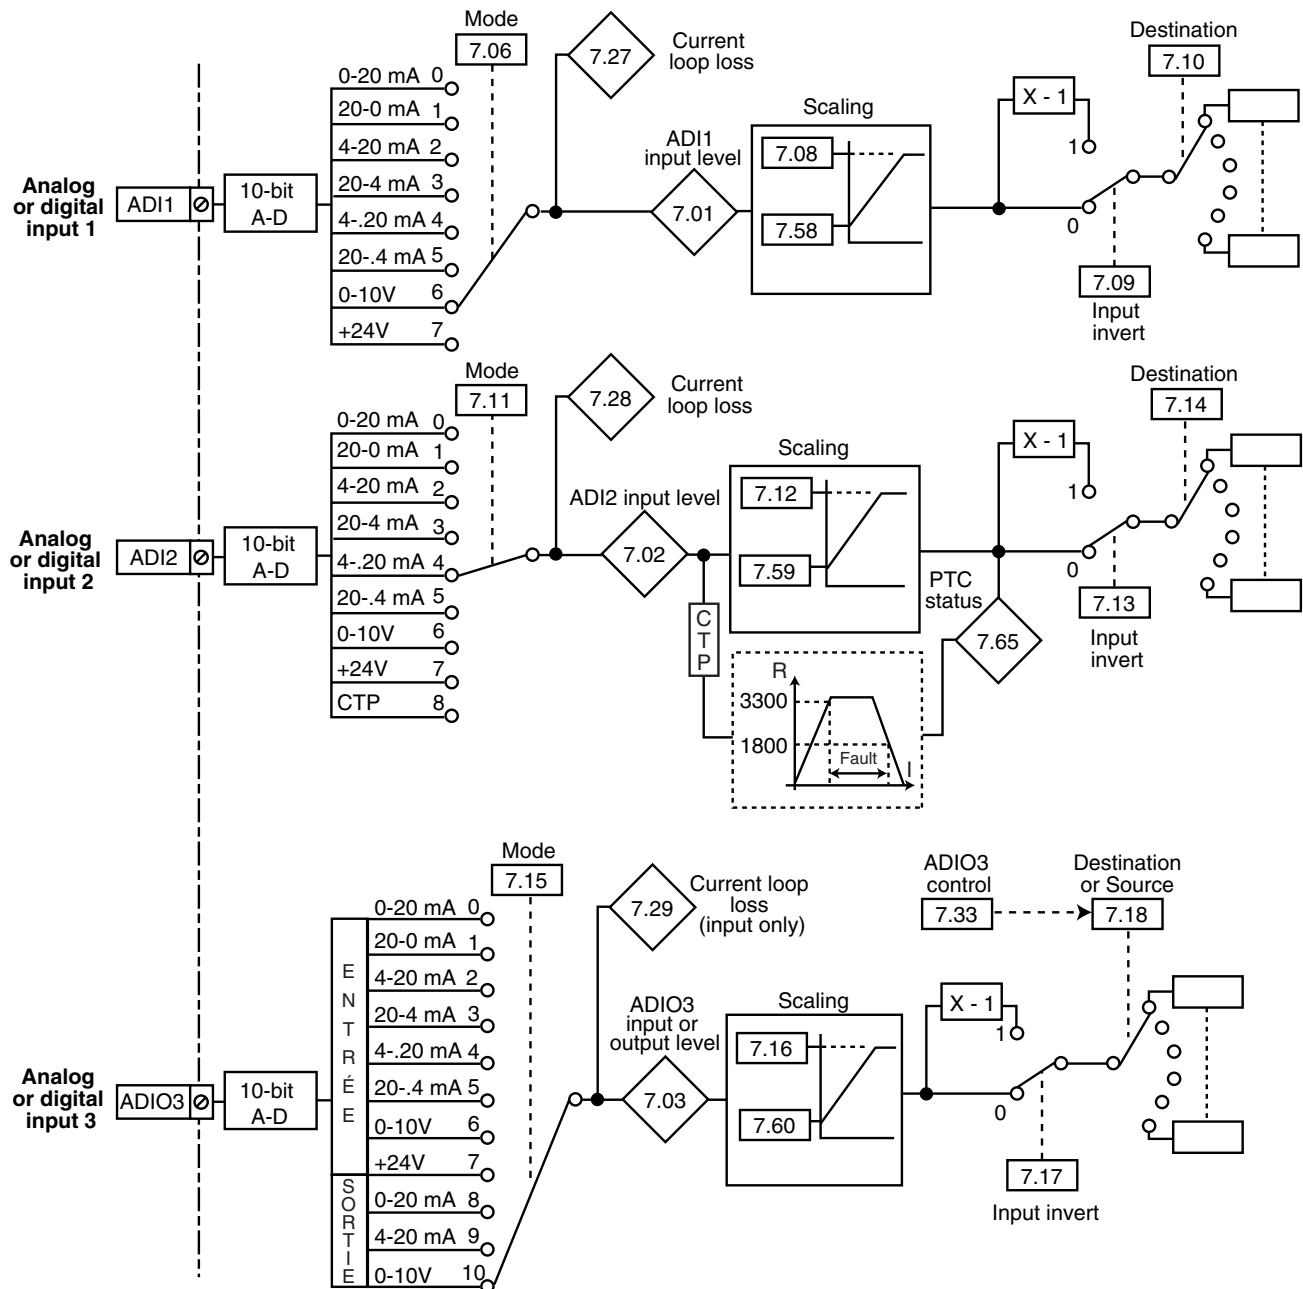 Mode
7.06
7.27
Current
loop loss
Destination
7.10
0-20 mA 0
20-0 mA 1
4-20 mA 2
20-4 mA 3
4-.20 mA 4
20-.4 mA 5
0-10V 6
+24V 7
Analog
or digital
input 1
ADI1
10-bit
A-D
ADI1
input level
7.01
Scaling
7.08
7.58
X - 1
1
0
7.09
Input
invert
Mode
7.11
7.28
Current
loop loss
Destination
7.14
0-20 mA 0
20-0 mA 1
4-20 mA 2
20-4 mA 3
4-.20 mA 4
20-.4 mA 5
0-10V 6
+24V 7
CTP 8
Analog
or digital
input 2
ADI2
10-bit
A-D
ADI2 input level
7.02
Scaling
7.12
7.59
X - 1
1
0
7.13
Input
invert
PTC
status
7.65
CTP
R
3300
1800
Fault
I
Mode
7.15
7.29
Current loop
loss
(input only)
ADIO3
control
7.33
Destination
or Source
7.18
ENTRÉE
0-20 mA 0
20-0 mA 1
4-20 mA 2
20-4 mA 3
4-.20 mA 4
20-.4 mA 5
0-10V 6
+24V 7
SORTIE
0-20 mA 8
4-20 mA 9
0-10V 10
Analog
or digital
input 3
ADIO3
10-bit
A-D
ADIO3
input or
output level
7.03
Scaling
7.16
7.60
X - 1
1
0
7.17
Input invert